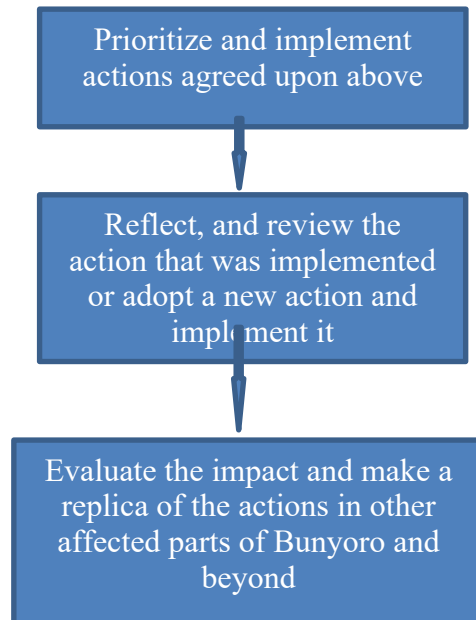 Prioritize and implement
actions agreed upon above
Reflect, and review the
action that was implemented
or adopt a new action and
implement it
Evaluate the impact and make a
replica of the actions in other
affected parts of Bunyoro and
beyond